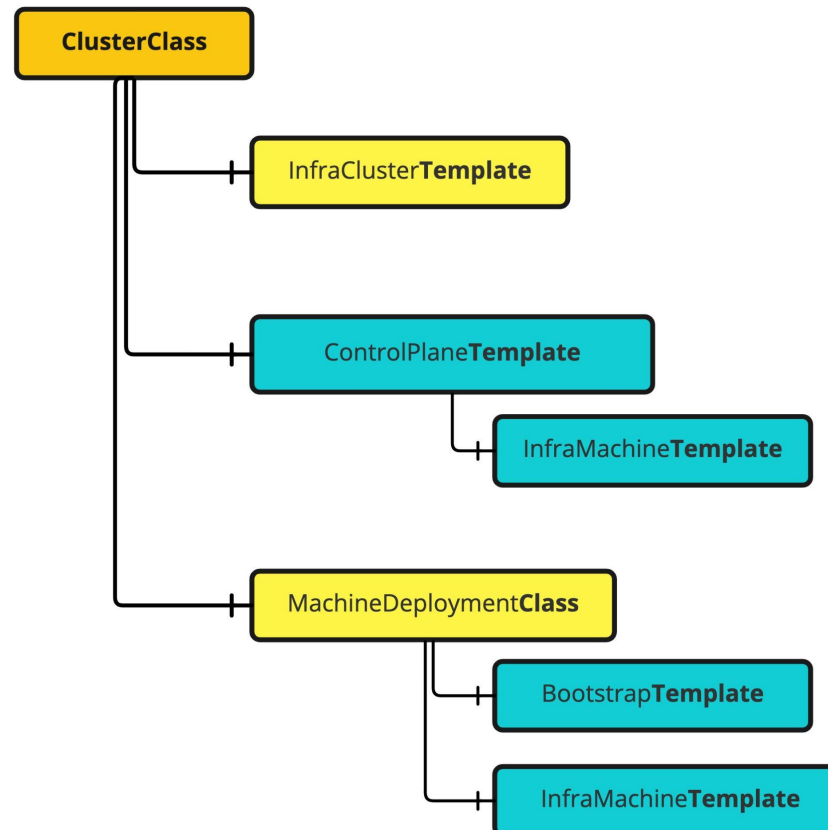 ClusterClass
InfraClusterTemplate
ControlPlaneTemplate
InfraMachineTemplate
MachineDeploymentClass
BootstrapTemplate
InfraMachineTemplate